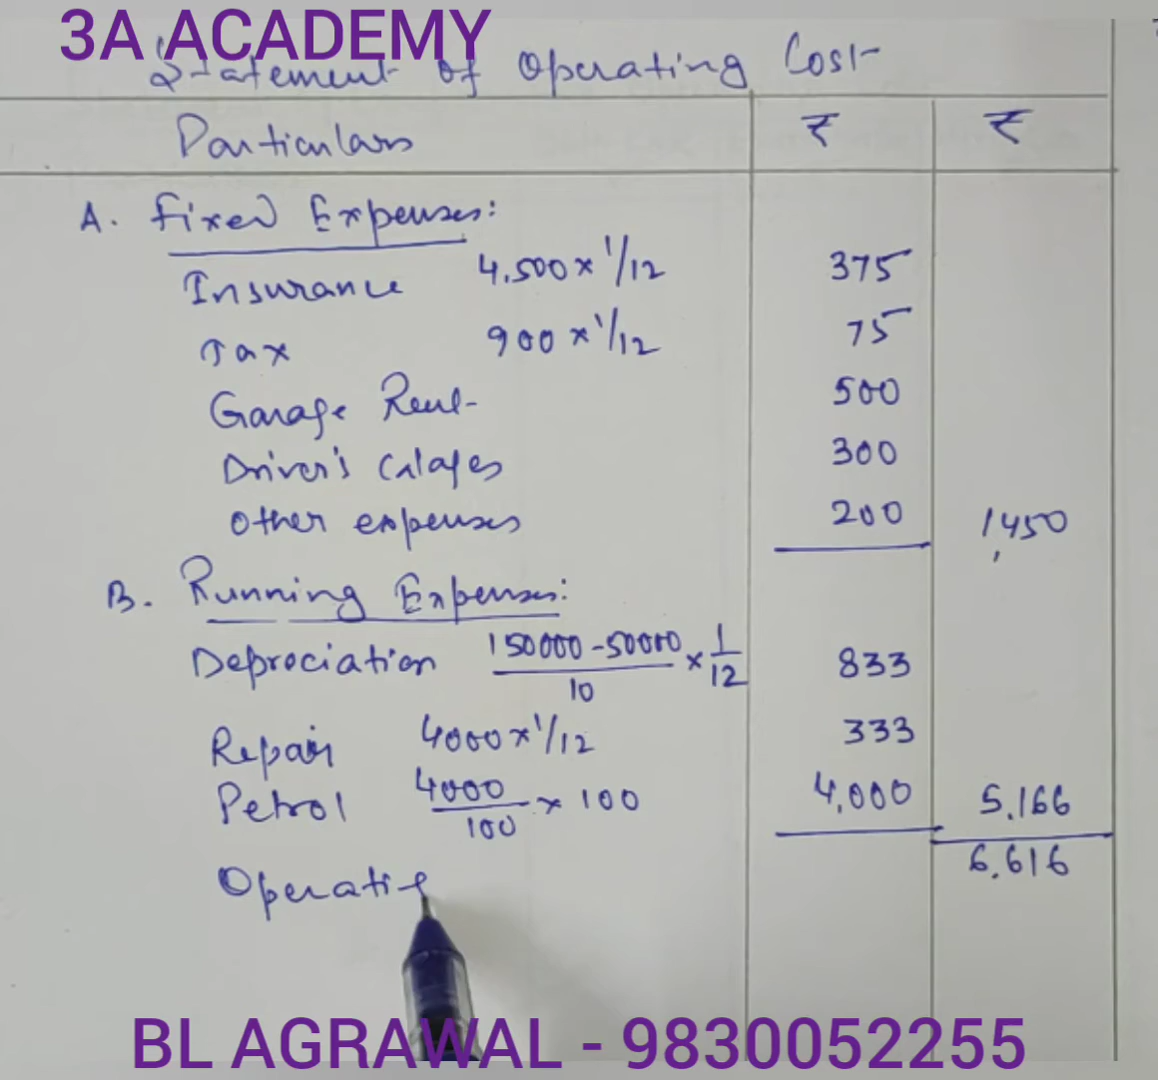 3A ACADEMY
Statement of Operating Cost
Particulars ₹ ₹
A. Fixed Expenses:
Insurance 4,500 x 1/12 375
Tax 900 x 1/12 75
Garage Rent 500
Driver's 300
Other expenses 200 1,450
B. Running Expenses:
Depreciation 150000-50000/10 x 1/12 833
Repair 4000 x 1/12 333
Petrol 4000/100 x 100 4,000 5,166
6,616
Operatin
BL AGRAWAL - 9830052255